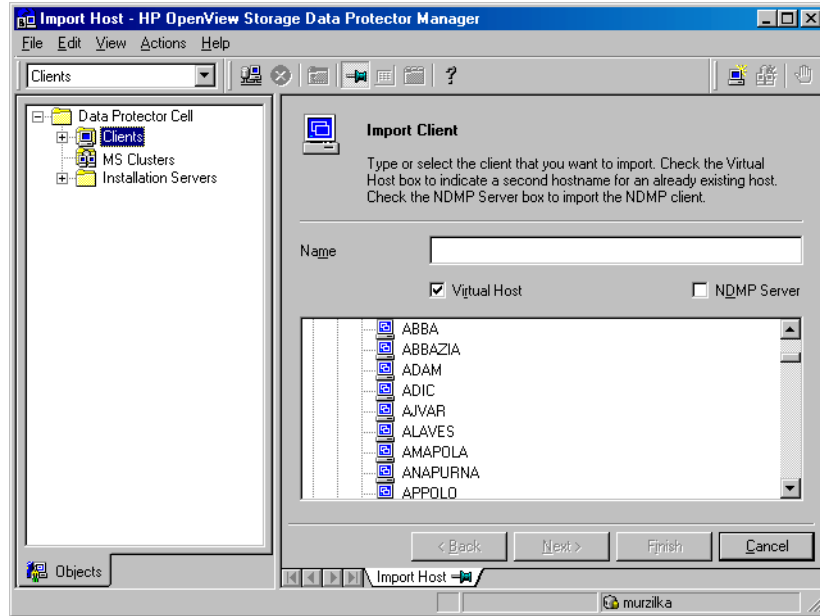 Import Host - HP OpenView Storage Data Protector Manager
File Edit View Actions Help
Clients
Data Protector Cell
Clients
MS Clusters
Installation Servers
Objects
Import Client
Type or select the client that you want to import. Check the Virtual
Host box to indicate a second hostname for an already existing host.
Check the NDMP Server box to import the NDMP client.
Name
Virtual Host NDMP Server
ABBA
ABBAZIA
ADAM
ADIC
AJVAR
ALAVES
AMAPOLA
ANAPURNA
APPOLO
< Back Next > Finish Cancel
Import Host
murzilka